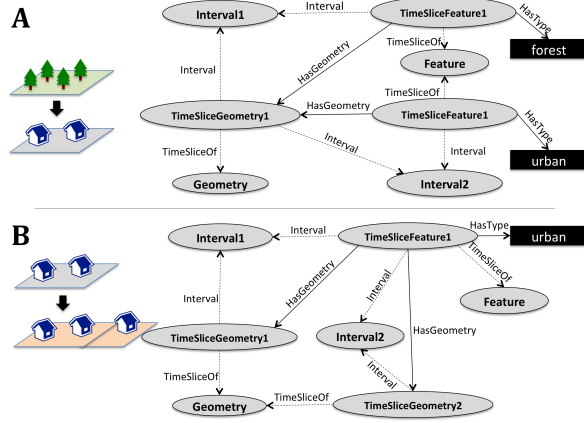 A
Interval1
Interval
TimeSliceFeature1
HasType
forest
TimeSliceOf
HasGeometry
Feature
Interval
TimeSliceOf
HasGeometry
TimeSliceGeometry1
TimeSliceFeature1
HasType
TimeSliceOf
Interval
Interval
urban
Geometry
Interval2
B
Interval1
Interval
TimeSliceFeature1
HasType
urban
TimeSliceOf
HasGeometry
Interval
Feature
Interval
TimeSliceGeometry1
Interval2
HasGeometry
TimeSliceOf
Interval
Geometry
TimeSliceOf
TimeSliceGeometry2